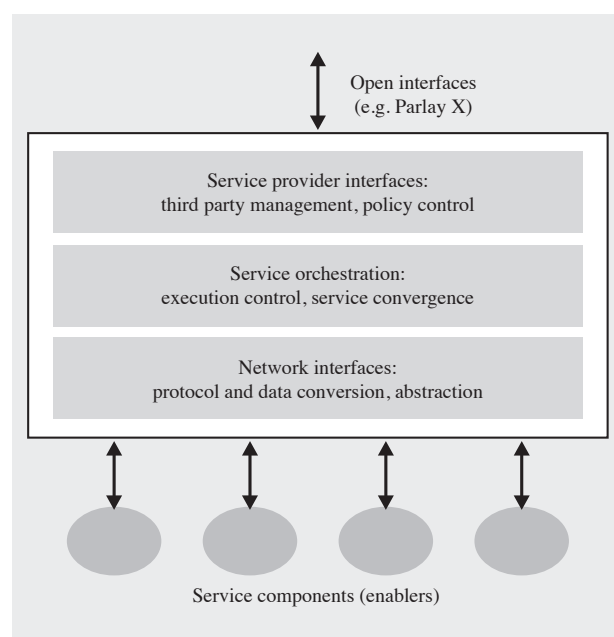 Open interfaces
(e.g. Parlay X)
Service provider interfaces:
third party management, policy control
Service orchestration:
execution control, service convergence
Network interfaces:
protocol and data conversion, abstraction
Service components (enablers)